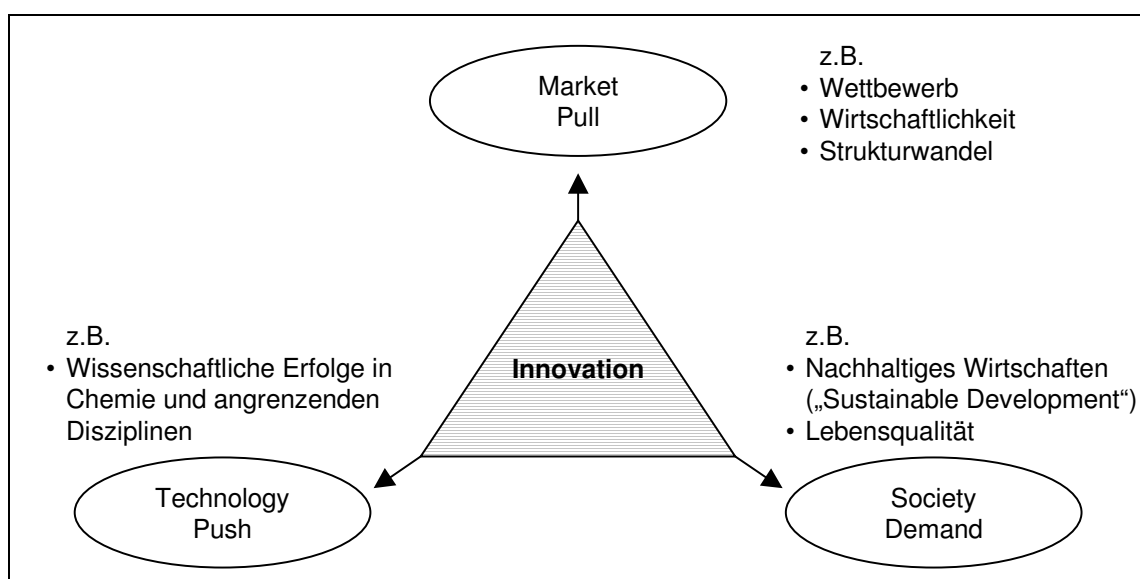 Market
Pull
z.B.
• Wettbewerb
• Wirtschaftlichkeit
• Strukturwandel
z.B.
• Wissenschaftliche Erfolge in
Chemie und angrenzenden
Disziplinen
Innovation
z.B.
• Nachhaltiges Wirtschaften
(„Sustainable Development“)
• Lebensqualität
Technology
Push
Society
Demand